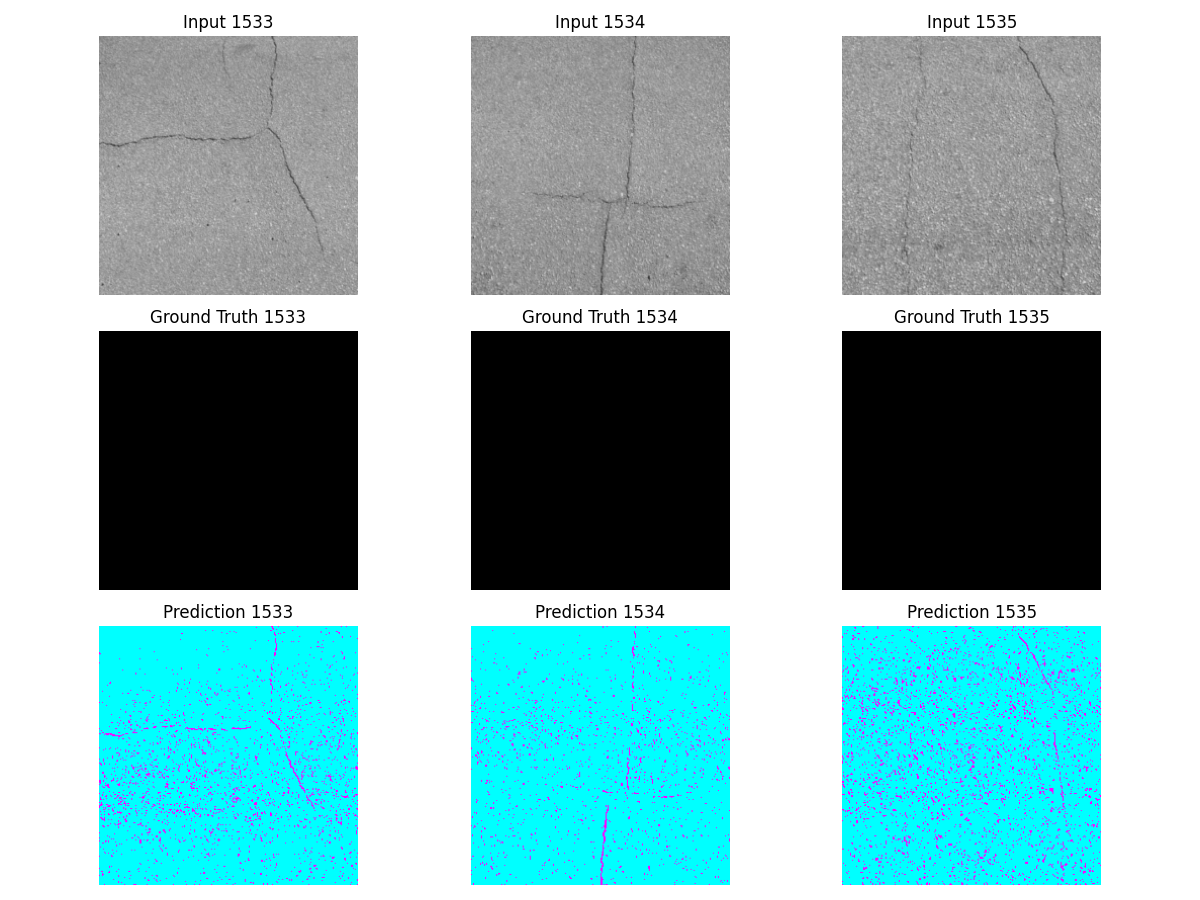 Input 1533
Input 1534
Input 1535
Ground Truth 1533
Ground Truth 1534
Ground Truth 1535
Prediction 1533
Prediction 1534
Prediction 1535